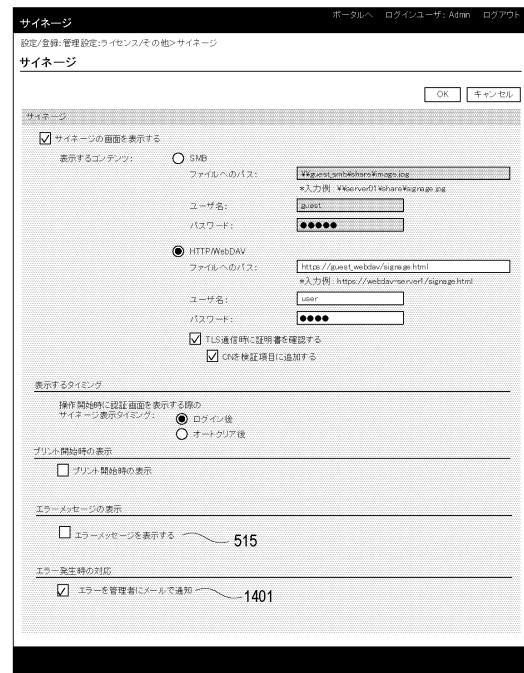 サイネージ
ポータルへ ログインユーザ: Admn ログアウト
設定/登録:管理設定:ライセンス/その他>サイネージ
サイネージ
OK キャンセル
サイネージ
サイネージの画面を表示する
表示するコンテンツ: SMB
ファイルへのパス: ¥¥guest_smb¥share¥image.jpg
*入力例: ¥¥server01¥share¥signage.jpg
ユーザ名: guest
パスワード: ●●●●●
HTTP/WebDAV
ファイルへのパス: https://guest_webdav/signage.html
*入力例: https://webdav-server1/signage.html
ユーザ名: user
パスワード: ●●●●
TLS通信時に証明書を確認する
CNを検証項目に追加する
表示するタイミング
操作開始時に認証画面を表示する際の
サイネージ表示タイミング: ログイン後
オートクリア後
プリント開始時の表示
プリント開始時の表示
エラーメッセージの表示
エラーメッセージを表示する 515
エラー発生時の対応
エラーを管理者にメールで通知 1401